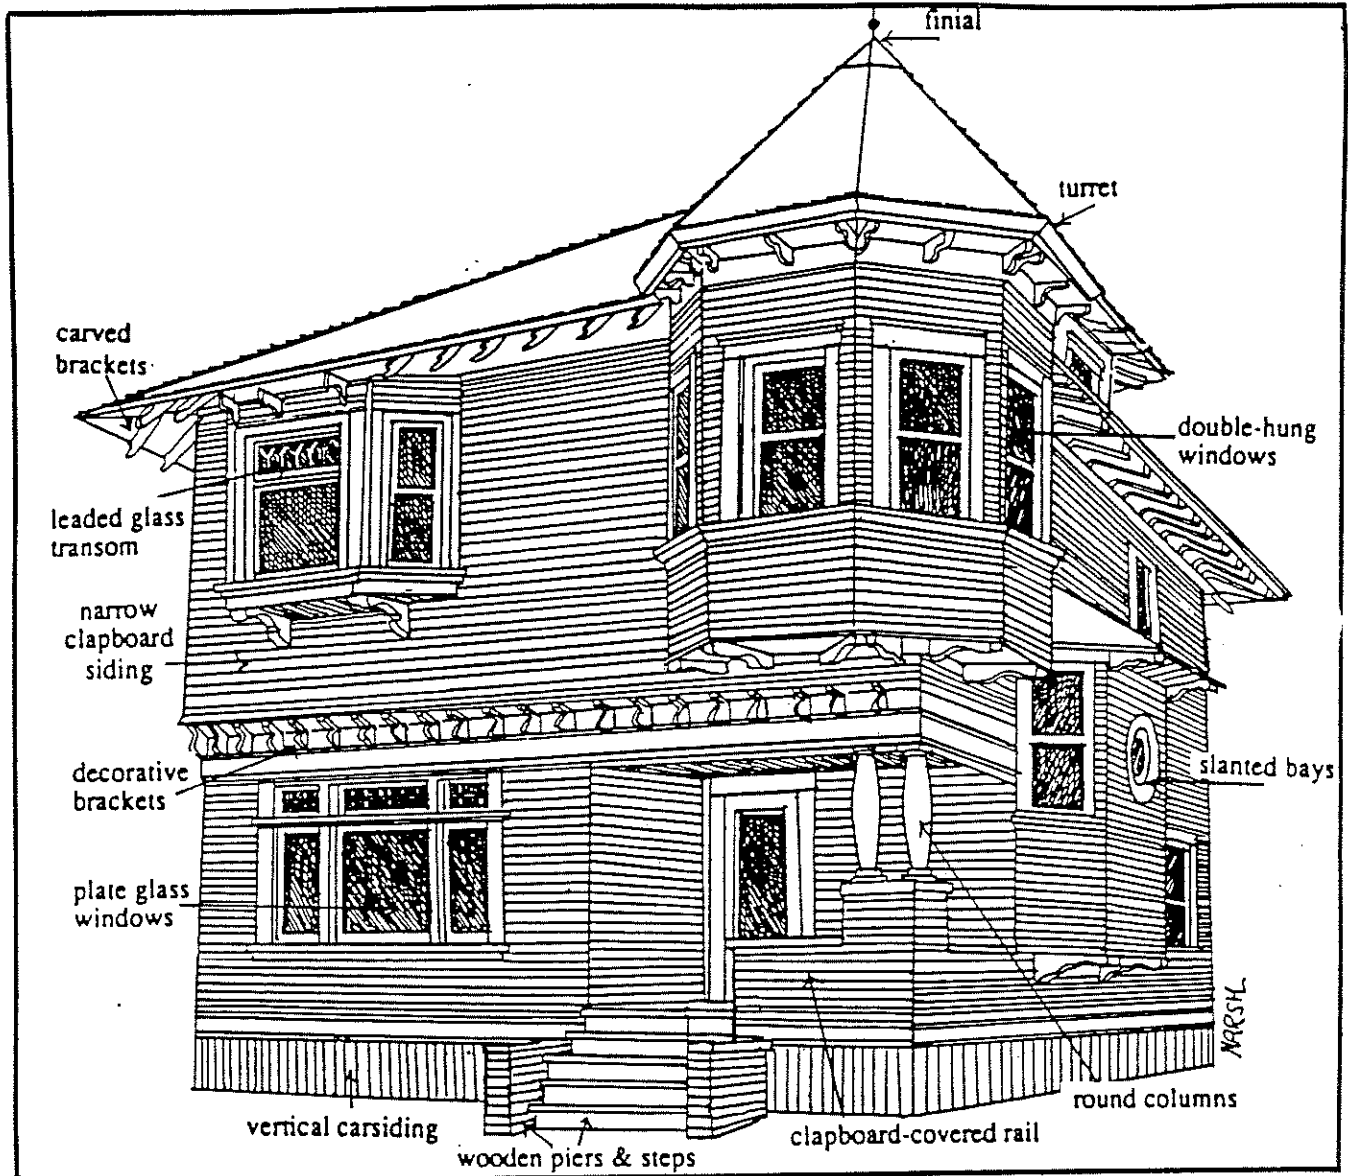 finial
turret
carved
brackets
double-hung
windows
leaded glass
transom
narrow
clapboard
siding
decorative
brackets
slanted bays
plate glass
windows
NARSH
round columns
vertical carsiding
clapboard-covered rail
wooden piers & steps